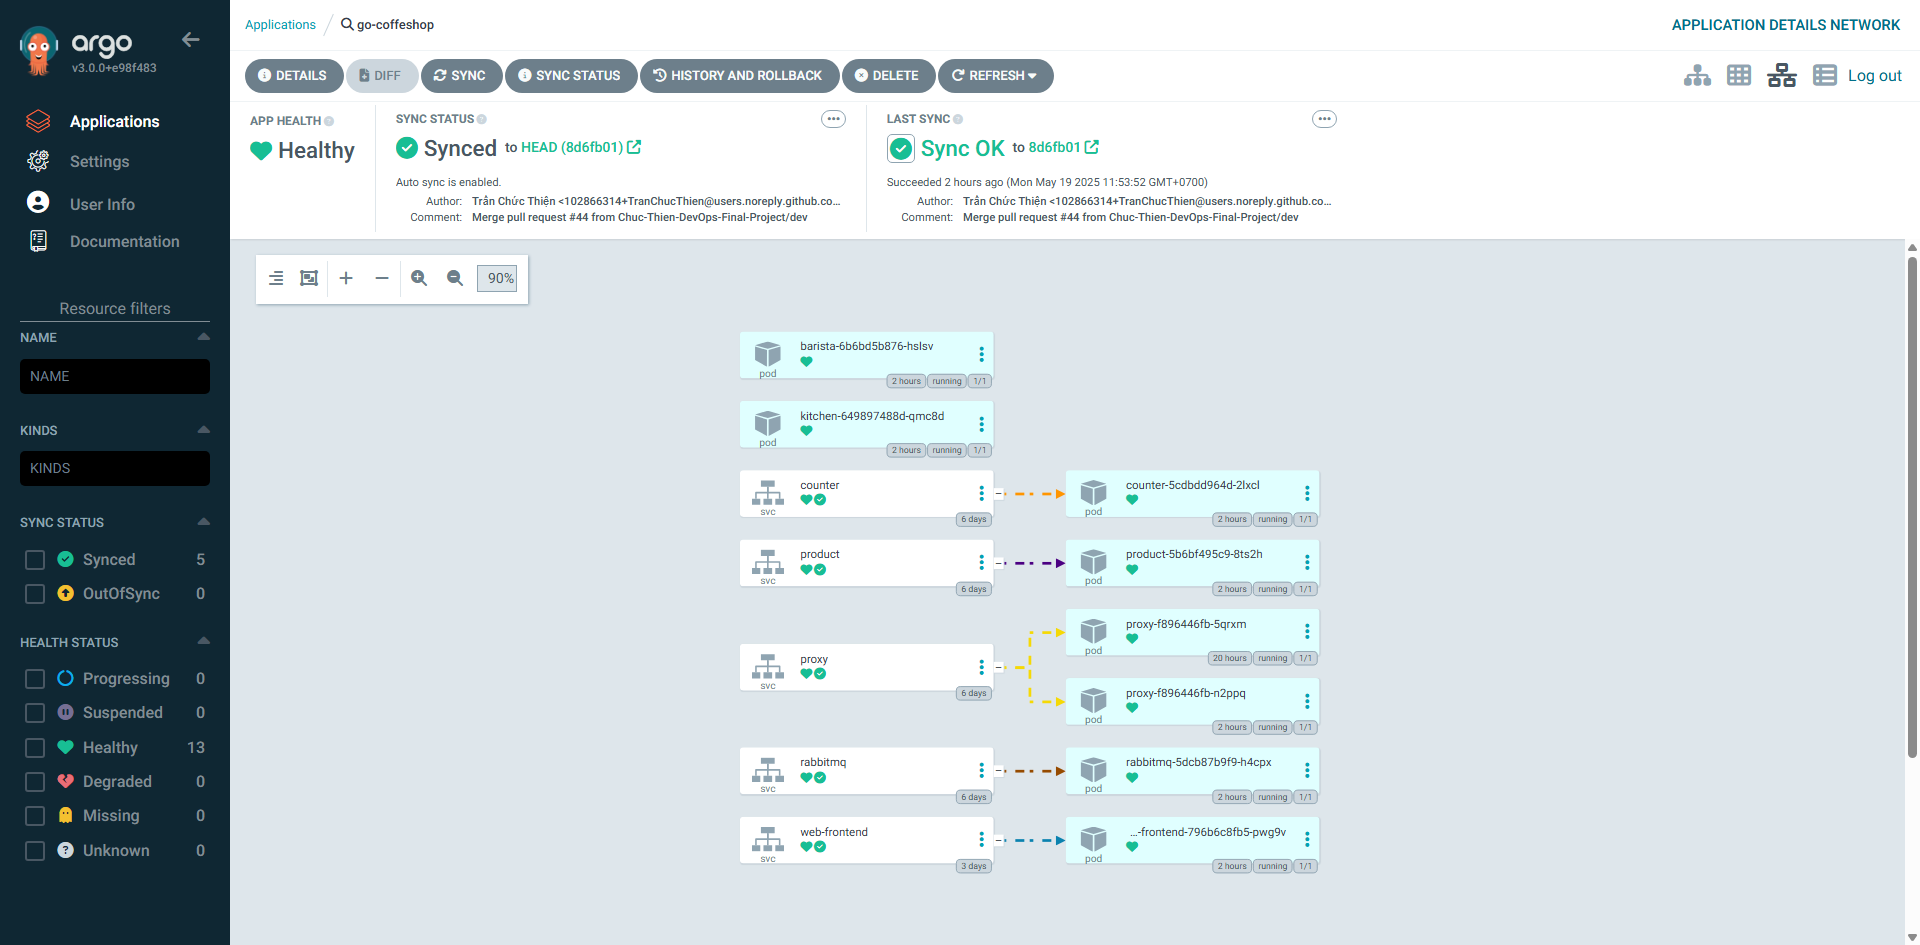 argo
v3.0.0+e98f483
Applications
Settings
User Info
Documentation
Resource filters
NAME
NAME
KINDS
KINDS
SYNC STATUS
Synced 5
OutOfSync 0
HEALTH STATUS
Progressing 0
Suspended 0
Healthy 13
Degraded 0
Missing 0
Unknown 0
Applications / go-coffeshop
APPLICATION DETAILS NETWORK
DETAILS DIFF SYNC SYNC STATUS HISTORY AND ROLLBACK DELETE REFRESH
Log out
APP HEALTH
Healthy
SYNC STATUS
Synced to HEAD (8d6fb01)
Auto sync is enabled.
Author: Trần Chức Thiện <102866314+TranChucThien@users.noreply.github.co...
Comment: Merge pull request #44 from Chuc-Thien-DevOps-Final-Project/dev
LAST SYNC
Sync OK to 8d6fb01
Succeeded 2 hours ago (Mon May 19 2025 11:53:52 GMT+0700)
Author: Trần Chức Thiện <102866314+TranChucThien@users.noreply.github.co...
Comment: Merge pull request #44 from Chuc-Thien-DevOps-Final-Project/dev
90%
barista-6b6bd5b876-hslsv
pod
2 hours running 1/1
kitchen-649897488d-qmc8d
pod
2 hours running 1/1
counter
svc
6 days
counter-5cdbdd964d-2lxcl
pod
2 hours running 1/1
product
svc
6 days
product-5b6bf495c9-8ts2h
pod
2 hours running 1/1
proxy
svc
6 days
proxy-f896446fb-5qrxm
pod
20 hours running 1/1
proxy-f896446fb-n2ppq
pod
2 hours running 1/1
rabbitmq
svc
6 days
rabbitmq-5dcb87b9f9-h4cpx
pod
2 hours running 1/1
web-frontend
svc
3 days
...-frontend-796b6c8fb5-pwg9v
pod
2 hours running 1/1